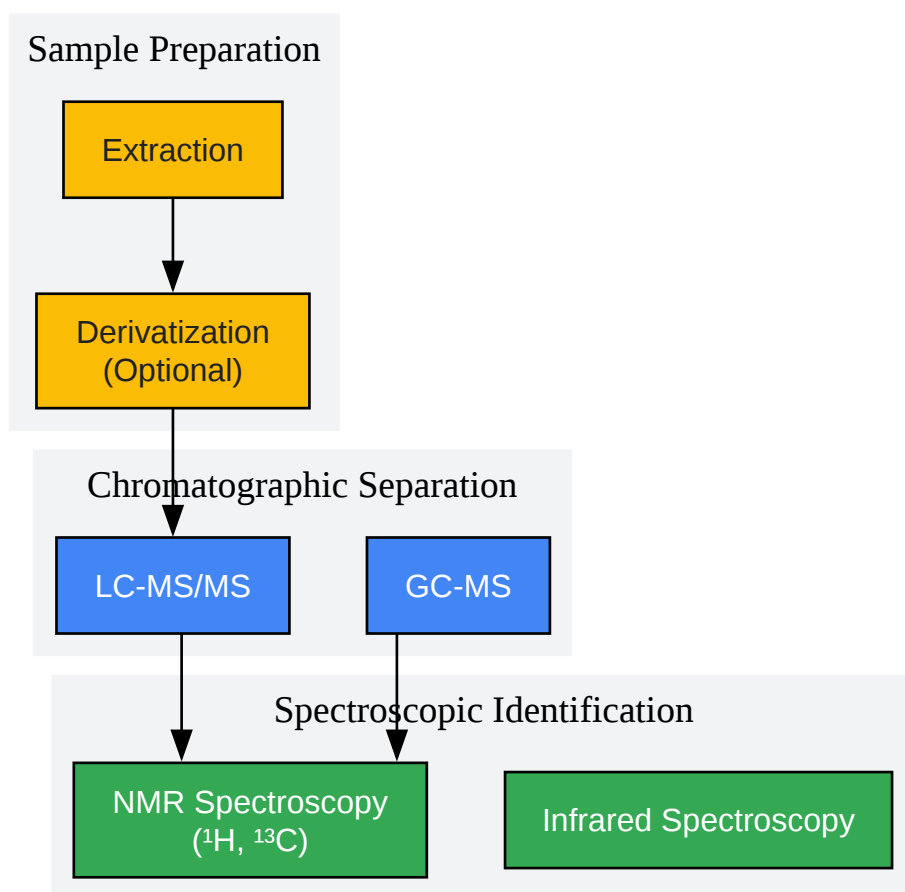 Sample Preparation
Extraction
Derivatization
(Optional)
Chromatographic Separation
LC-MS/MS
GC-MS
Spectroscopic Identification
NMR Spectroscopy
(¹H, ¹³C)
Infrared Spectroscopy